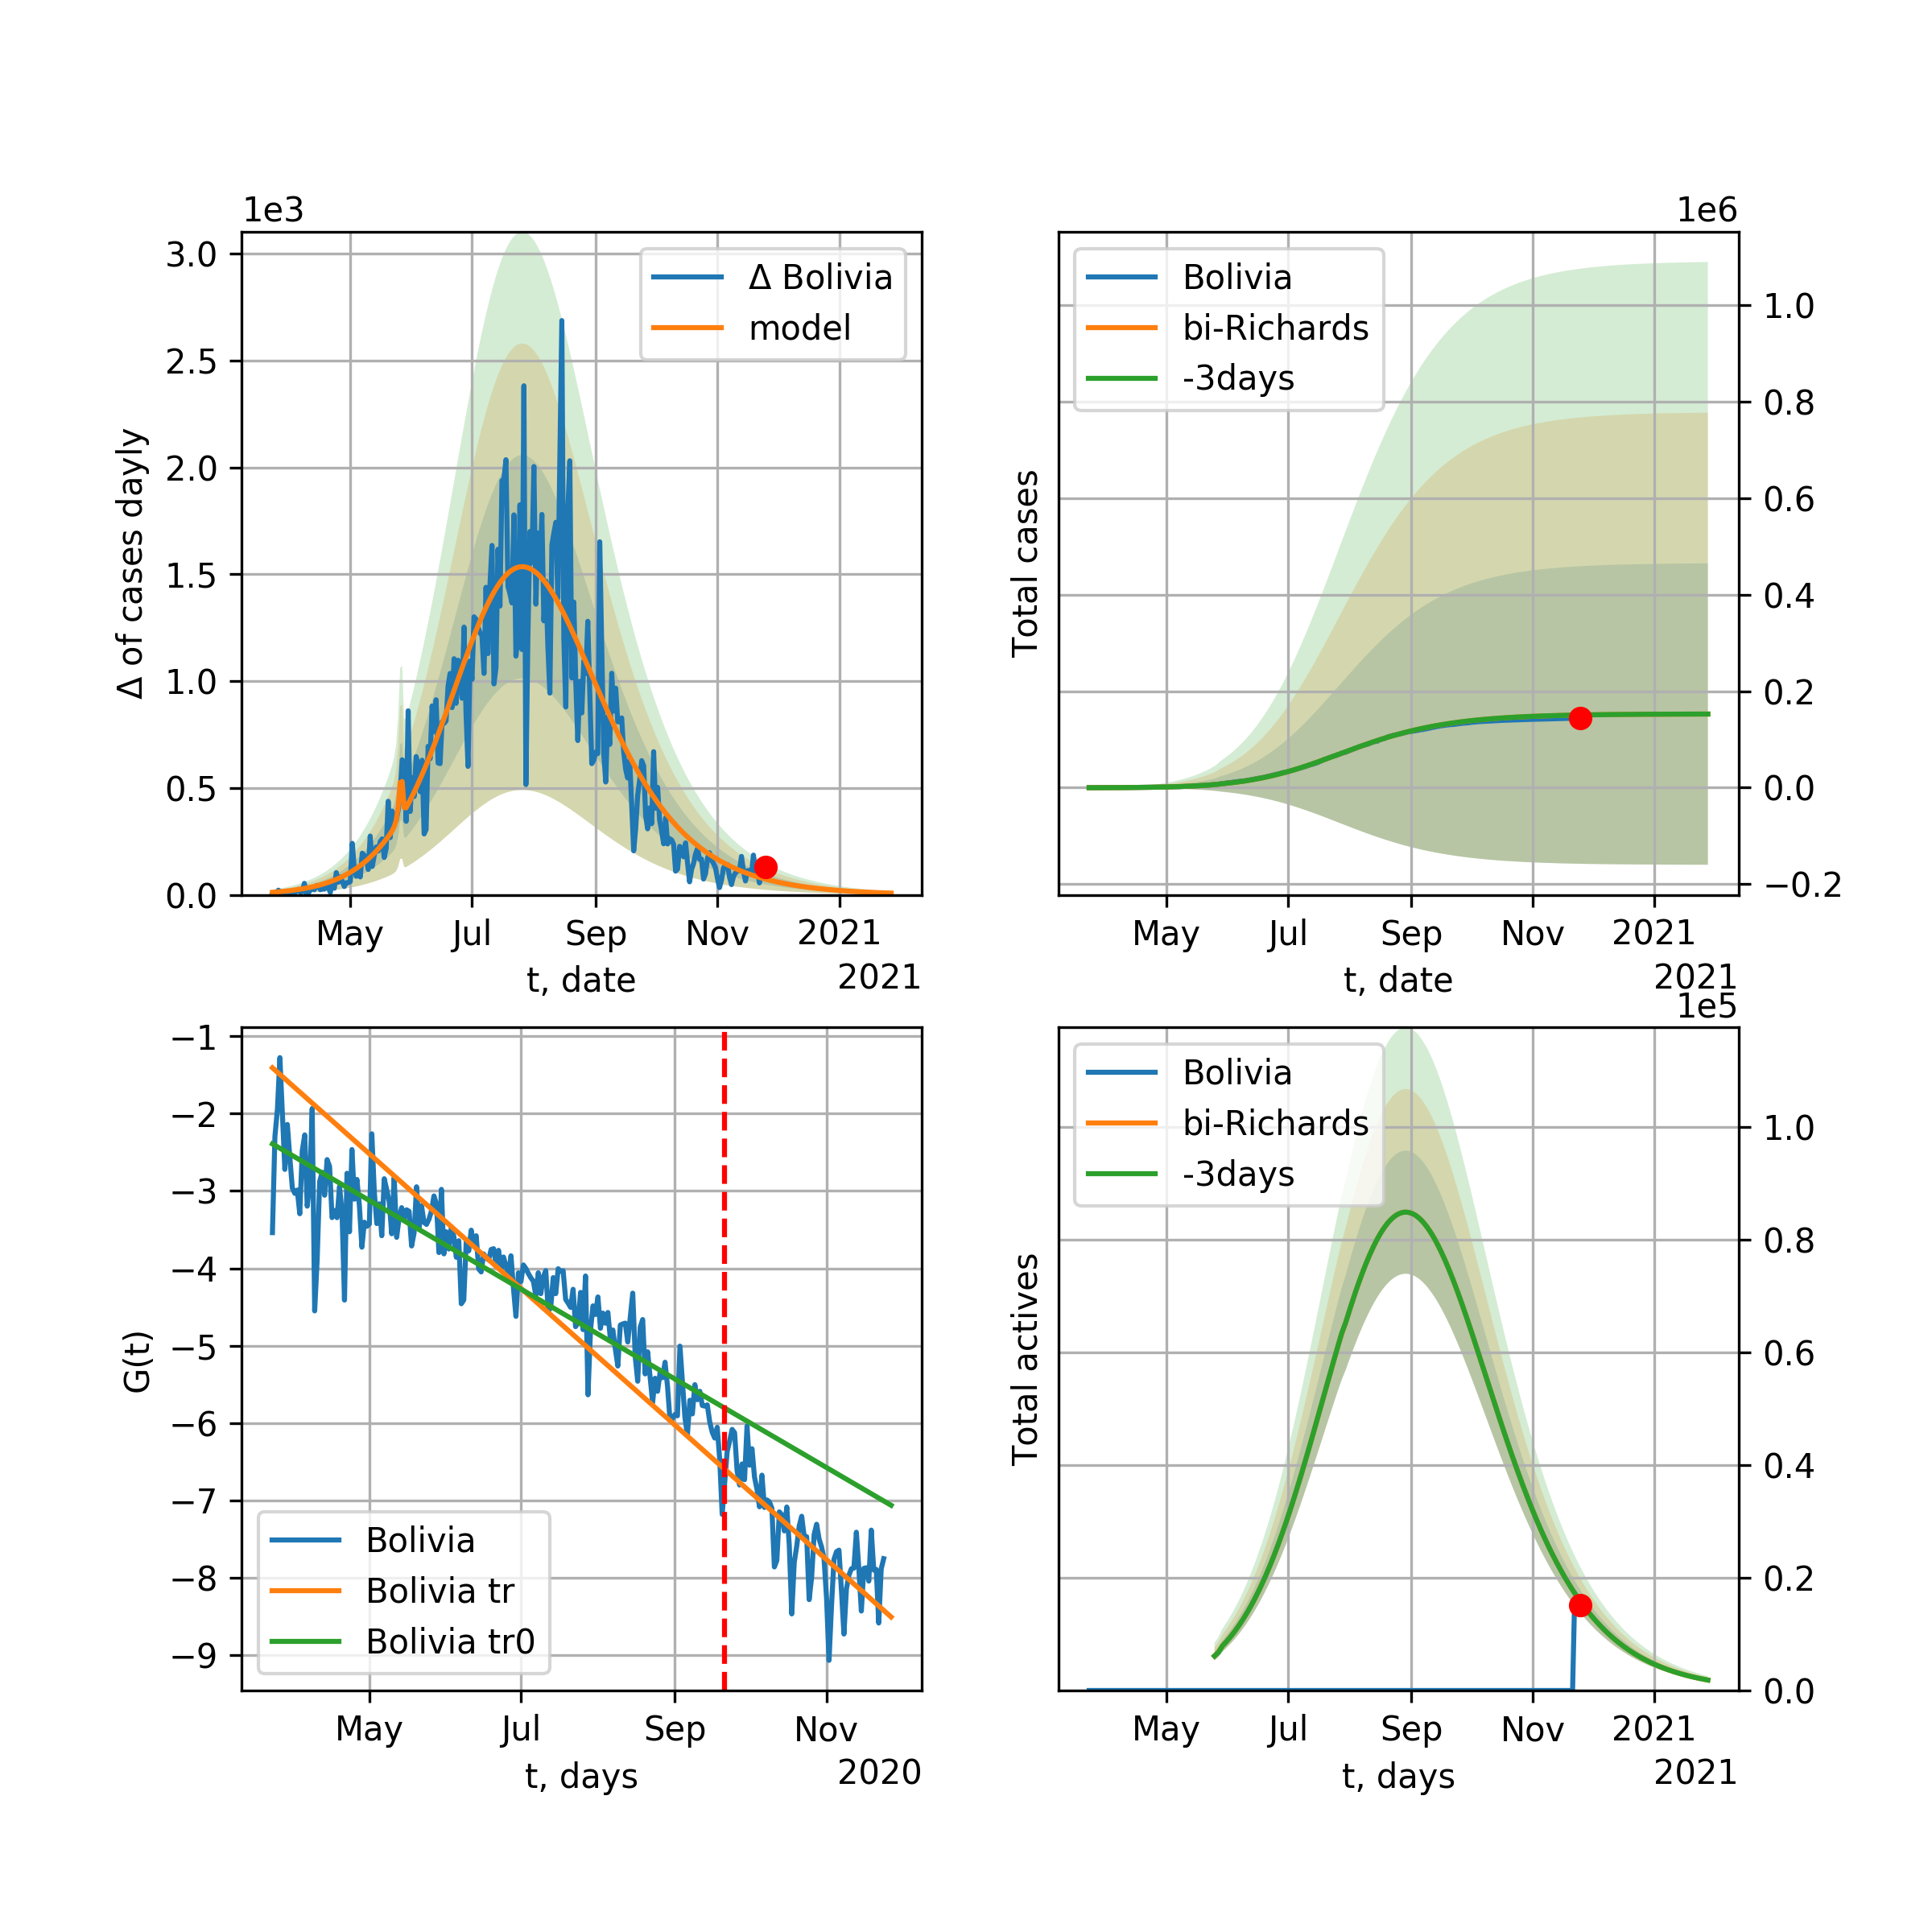 1e3
3.0
2.5
2.0
1.5
1.0
0.5
0.0
Δ of cases dayly
Δ Bolivia
model
May Jul Sep Nov 2021
t, date
2021
1e6
Bolivia
bi-Richards
-3days
Total cases
1.0
0.8
0.6
0.4
0.2
0.0
−0.2
May Jul Sep Nov 2021
t, date
2021
−1
−2
−3
−4
−5
−6
−7
−8
−9
G(t)
Bolivia
Bolivia tr
Bolivia tr0
May Jul Sep Nov
t, days
2020
1e5
Bolivia
bi-Richards
-3days
Total actives
1.0
0.8
0.6
0.4
0.2
0.0
May Jul Sep Nov 2021
t, days
2021